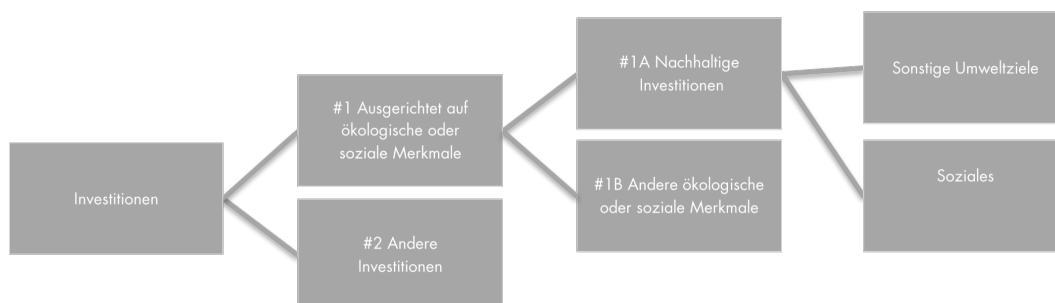 Investitionen
#1 Ausgerichtet auf
ökologische oder
soziale Merkmale
#2 Andere
Investitionen
#1A Nachhaltige
Investitionen
#1B Andere ökologische
oder soziale Merkmale
Sonstige Umweltziele
Soziales